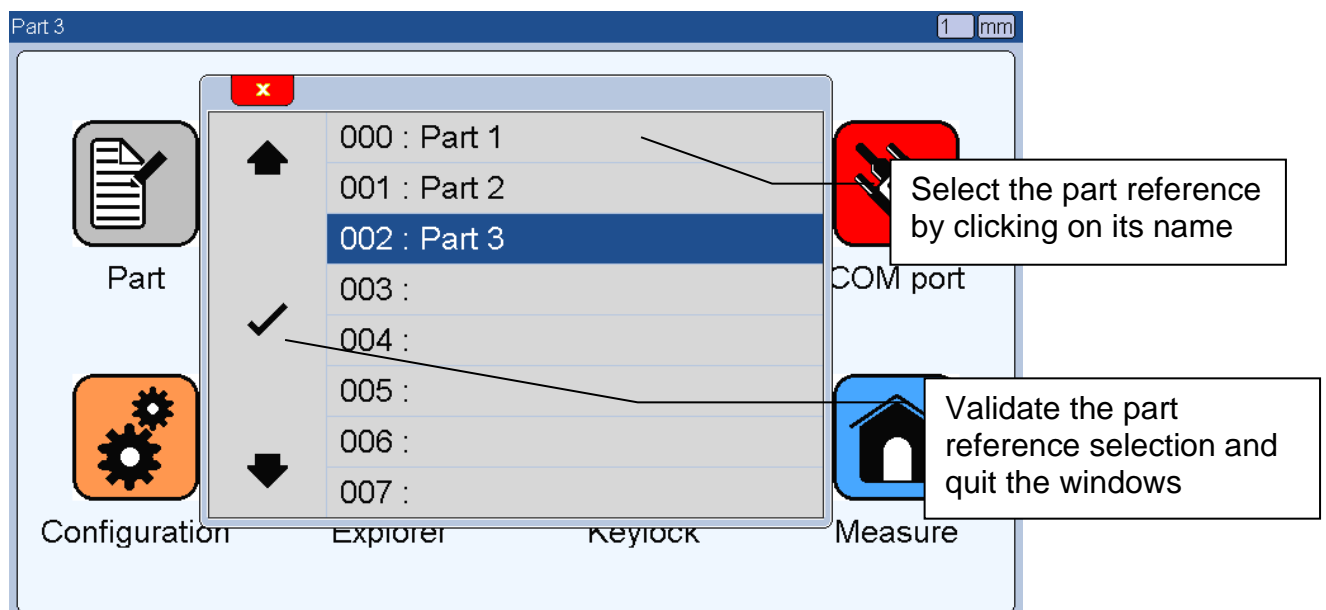 Part 3
1 mm
x
000 : Part 1
001 : Part 2
002 : Part 3
003 :
004 :
005 :
006 :
007 :
Select the part reference
by clicking on its name
Part
COM port
Validate the part
reference selection and
quit the windows
Configuration
Explorer
Keylock
Measure